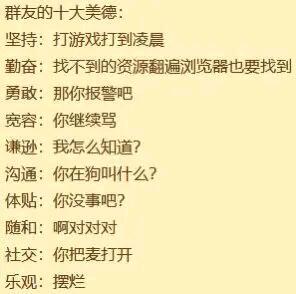 群友的十大美德：
坚持：打游戏打到凌晨
勤奋：找不到的资源翻遍浏览器也要找到
勇敢：那你报警吧
宽容：你继续骂
谦逊：我怎么知道？
沟通：你在狗叫什么？
体贴：你没事吧？
随和：啊对对对
社交：你把麦打开
乐观：摆烂